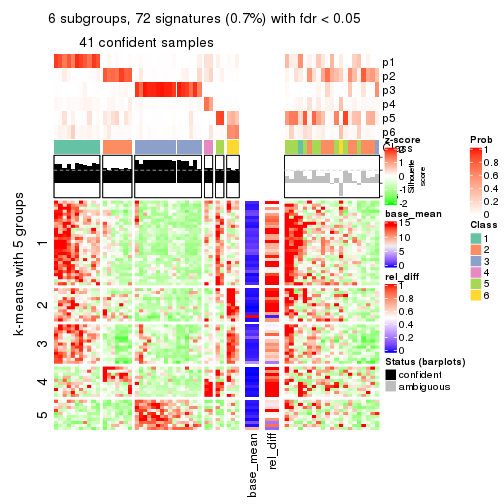 6 subgroups, 72 signatures (0.7%) with fdr < 0.05
41 confident samples
p1
p2
p3
p4
p5
p6
Class
Silhouette
score
k-means with 5 groups
1
2
3
4
5
base_mean
rel_diff
z-score
2
1
0
-1
-2
base_mean
15
10
5
0
rel_diff
1
0.8
0.6
0.4
0.2
0
Status (barplots)
confident
ambiguous
Prob
1
0.8
0.6
0.4
0.2
0
Class
1
2
3
4
5
6